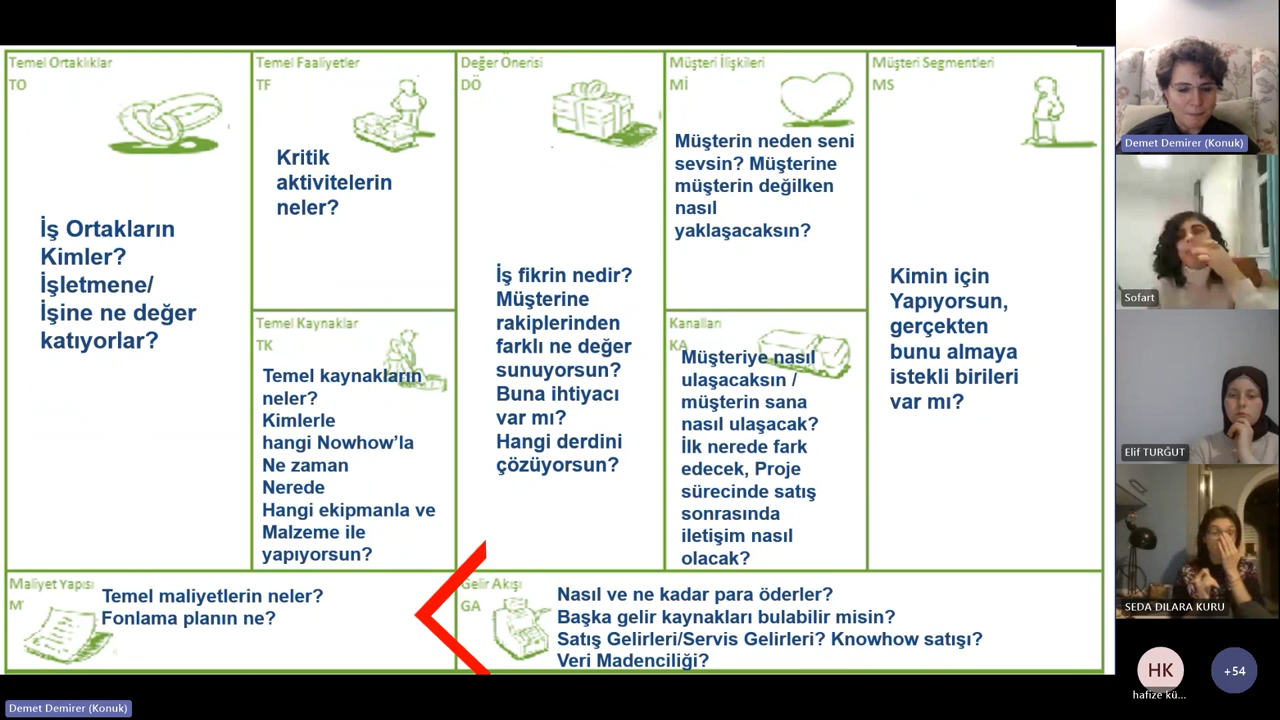 Temel Ortaklıklar
TO
İş Ortakların
Kimler?
İşletmene/
İşine ne değer
katıyorlar?
Temel Faaliyetler
TF
Kritik
aktivitelerin
neler?
Temel Kaynaklar
TK
Temel kaynakların
neler?
Kimlerle
hangi Nowhow’la
Ne zaman
Nerede
Hangi ekipmanla ve
Malzeme ile
yapıyorsun?
Değer Önerisi
DÖ
İş fikrin nedir?
Müşterine
rakiplerinden
farklı ne değer
sunuyorsun?
Buna ihtiyacı
var mı?
Hangi derdini
çözüyorsun?
Müşteri İlişkileri
Mİ
Müşterin neden seni
sevsin? Müşterine
müşterin değilken
nasıl
yaklaşacaksın?
Kanalları
KA
Müşteriye nasıl
ulaşacaksın /
müşterin sana
nasıl ulaşacak?
İlk nerede fark
edecek, Proje
sürecinde satış
sonrasında
iletişim nasıl
olacak?
Müşteri Segmentleri
MS
Kimin için
Yapıyorsun,
gerçekten
bunu almaya
istekli birileri
var mı?
Maliyet Yapısı
MY
Temel maliyetlerin neler?
Fonlama planın ne?
Gelir Akışı
GA
Nasıl ve ne kadar para öderler?
Başka gelir kaynakları bulabilir misin?
Satış Gelirleri/Servis Gelirleri? Knowhow satışı?
Veri Madenciliği?
Demet Demirer (Konuk)
Demet Demirer (Konuk)
Sofart
Elif TURĞUT
SEDA DILARA KURU
HK
hafize kü...
+54